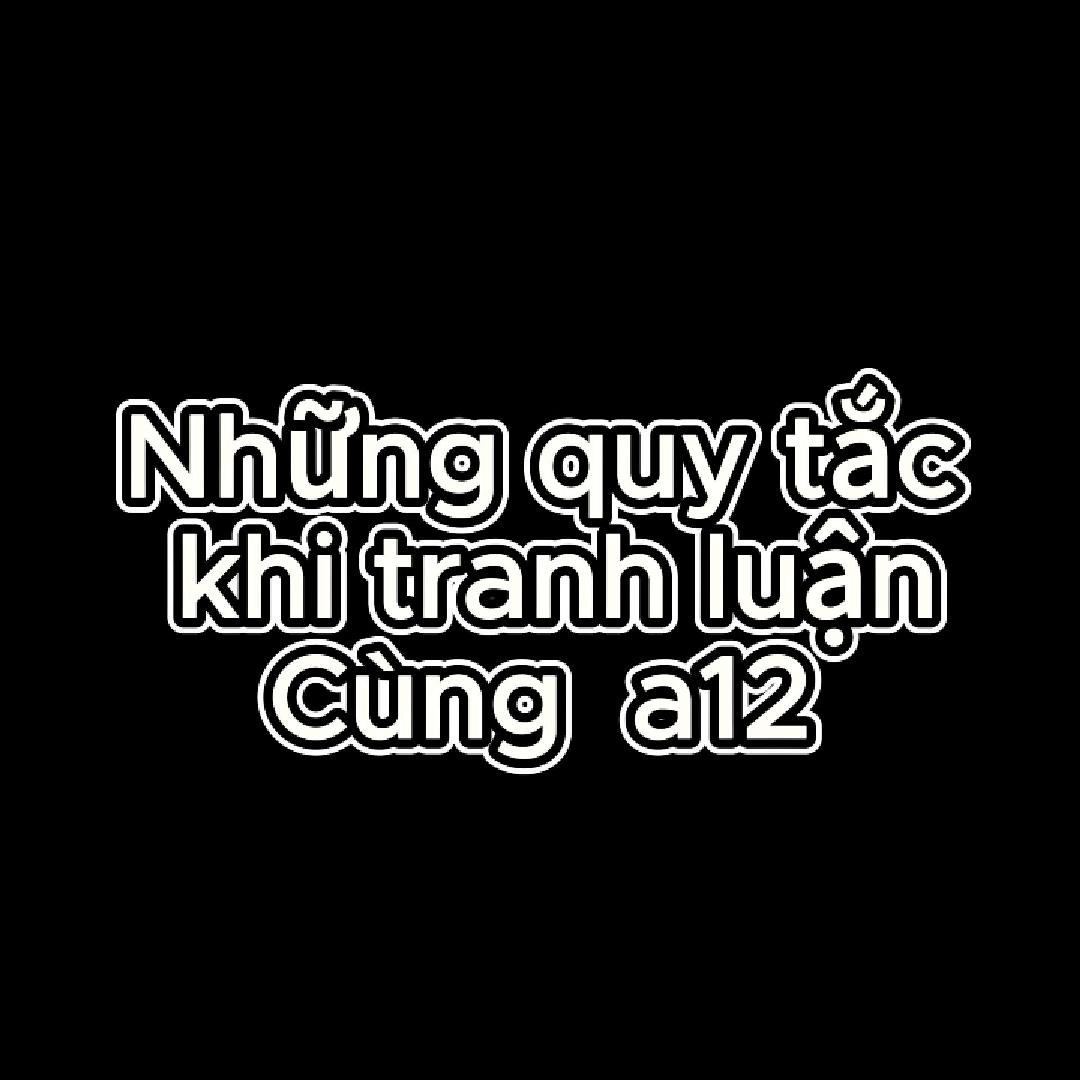 Những quy tắc
khi tranh luận
Cùng a12